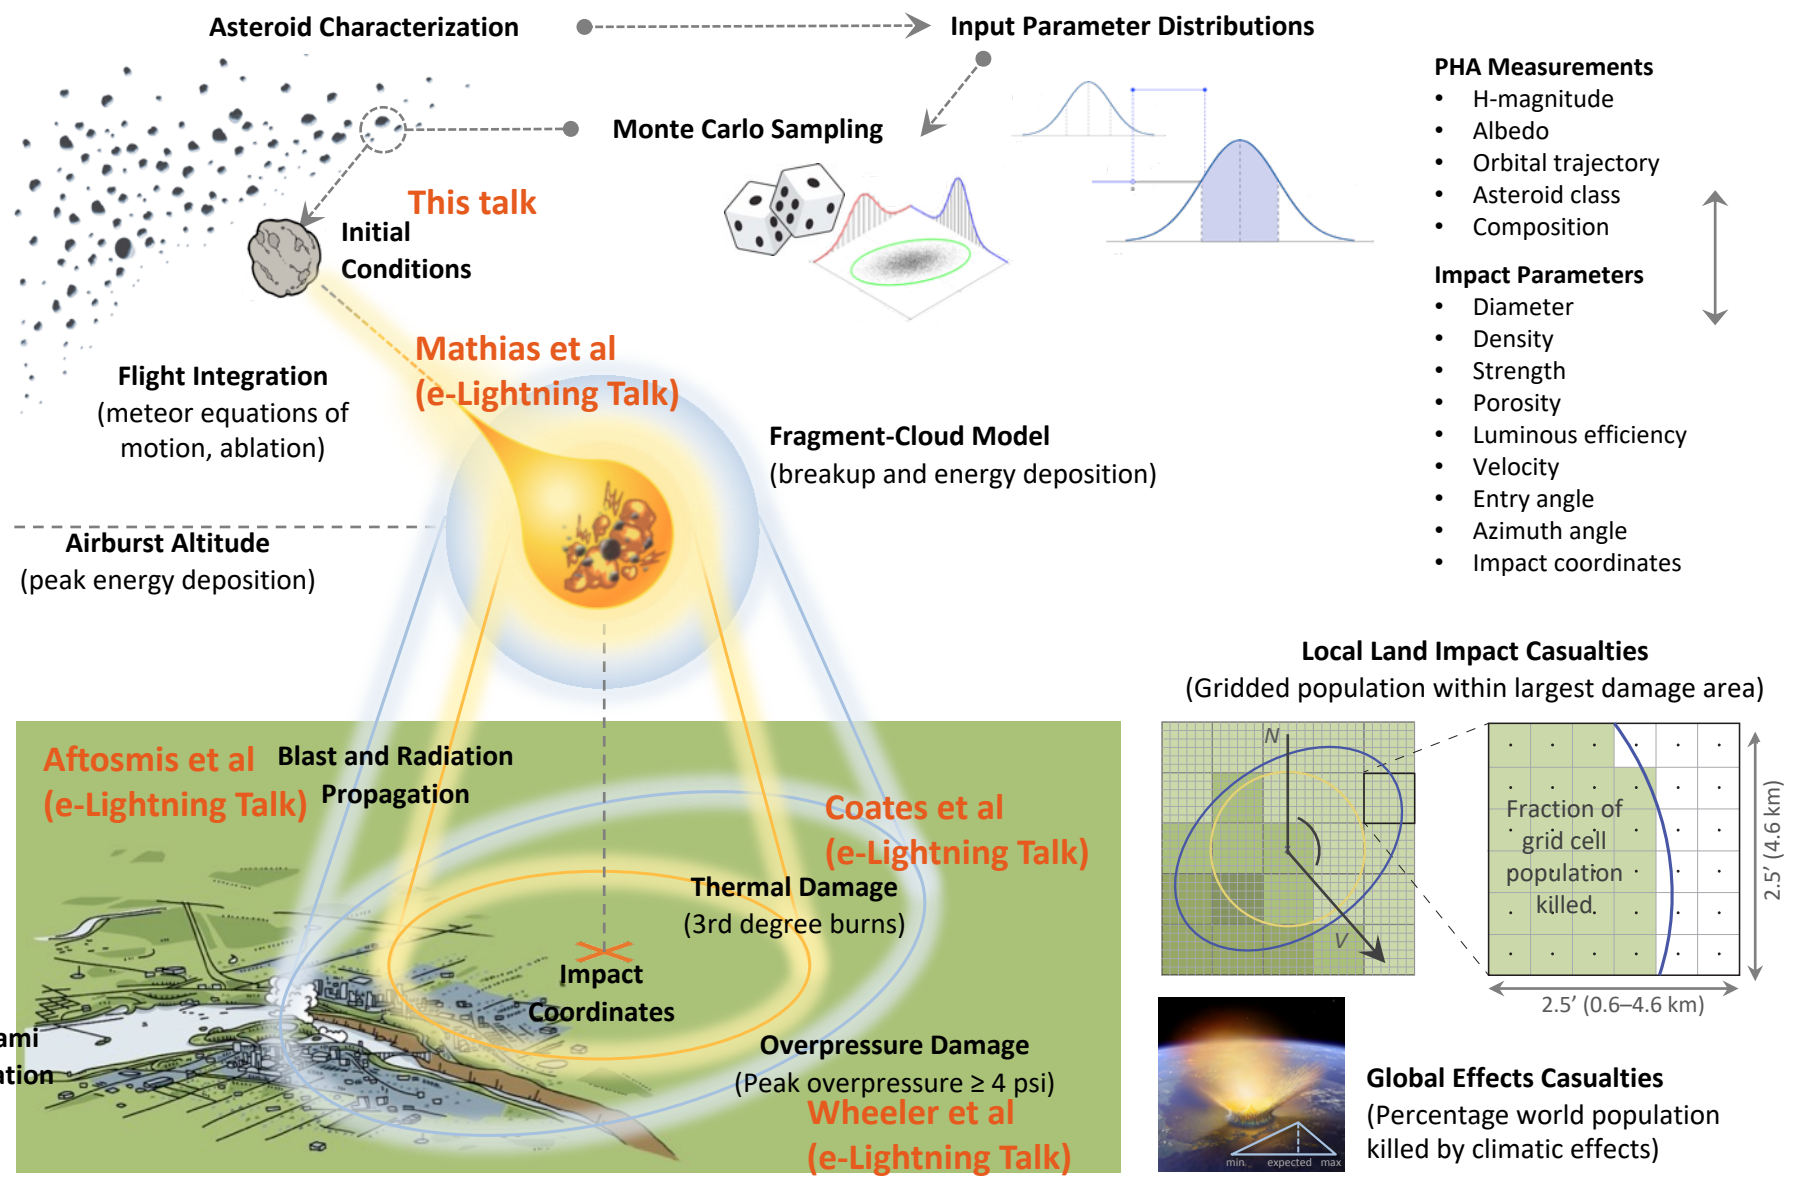 Asteroid Characterization
Input Parameter Distributions
Monte Carlo Sampling
This talk
Initial
Conditions
Mathias et al
(e-Lightning Talk)
Flight Integration
(meteor equations of
motion, ablation)
Fragment-Cloud Model
(breakup and energy deposition)
Airburst Altitude
(peak energy deposition)
PHA Measurements
• H-magnitude
• Albedo
• Orbital trajectory
• Asteroid class
• Composition
Impact Parameters
• Diameter
• Density
• Strength
• Porosity
• Luminous efficiency
• Velocity
• Entry angle
• Azimuth angle
• Impact coordinates
Aftosmis et al
(e-Lightning Talk)
Blast and Radiation
Propagation
Coates et al
(e-Lightning Talk)
Thermal Damage
(3rd degree burns)
Impact
Coordinates
Overpressure Damage
(Peak overpressure ≥ 4 psi)
Wheeler et al
(e-Lightning Talk)
ami
ation
Local Land Impact Casualties
(Gridded population within largest damage area)
N
V
Fraction of
grid cell
population
killed
2.5’ (4.6 km)
2.5’ (0.6–4.6 km)
min.
expected
max
Global Effects Casualties
(Percentage world population
killed by climatic effects)